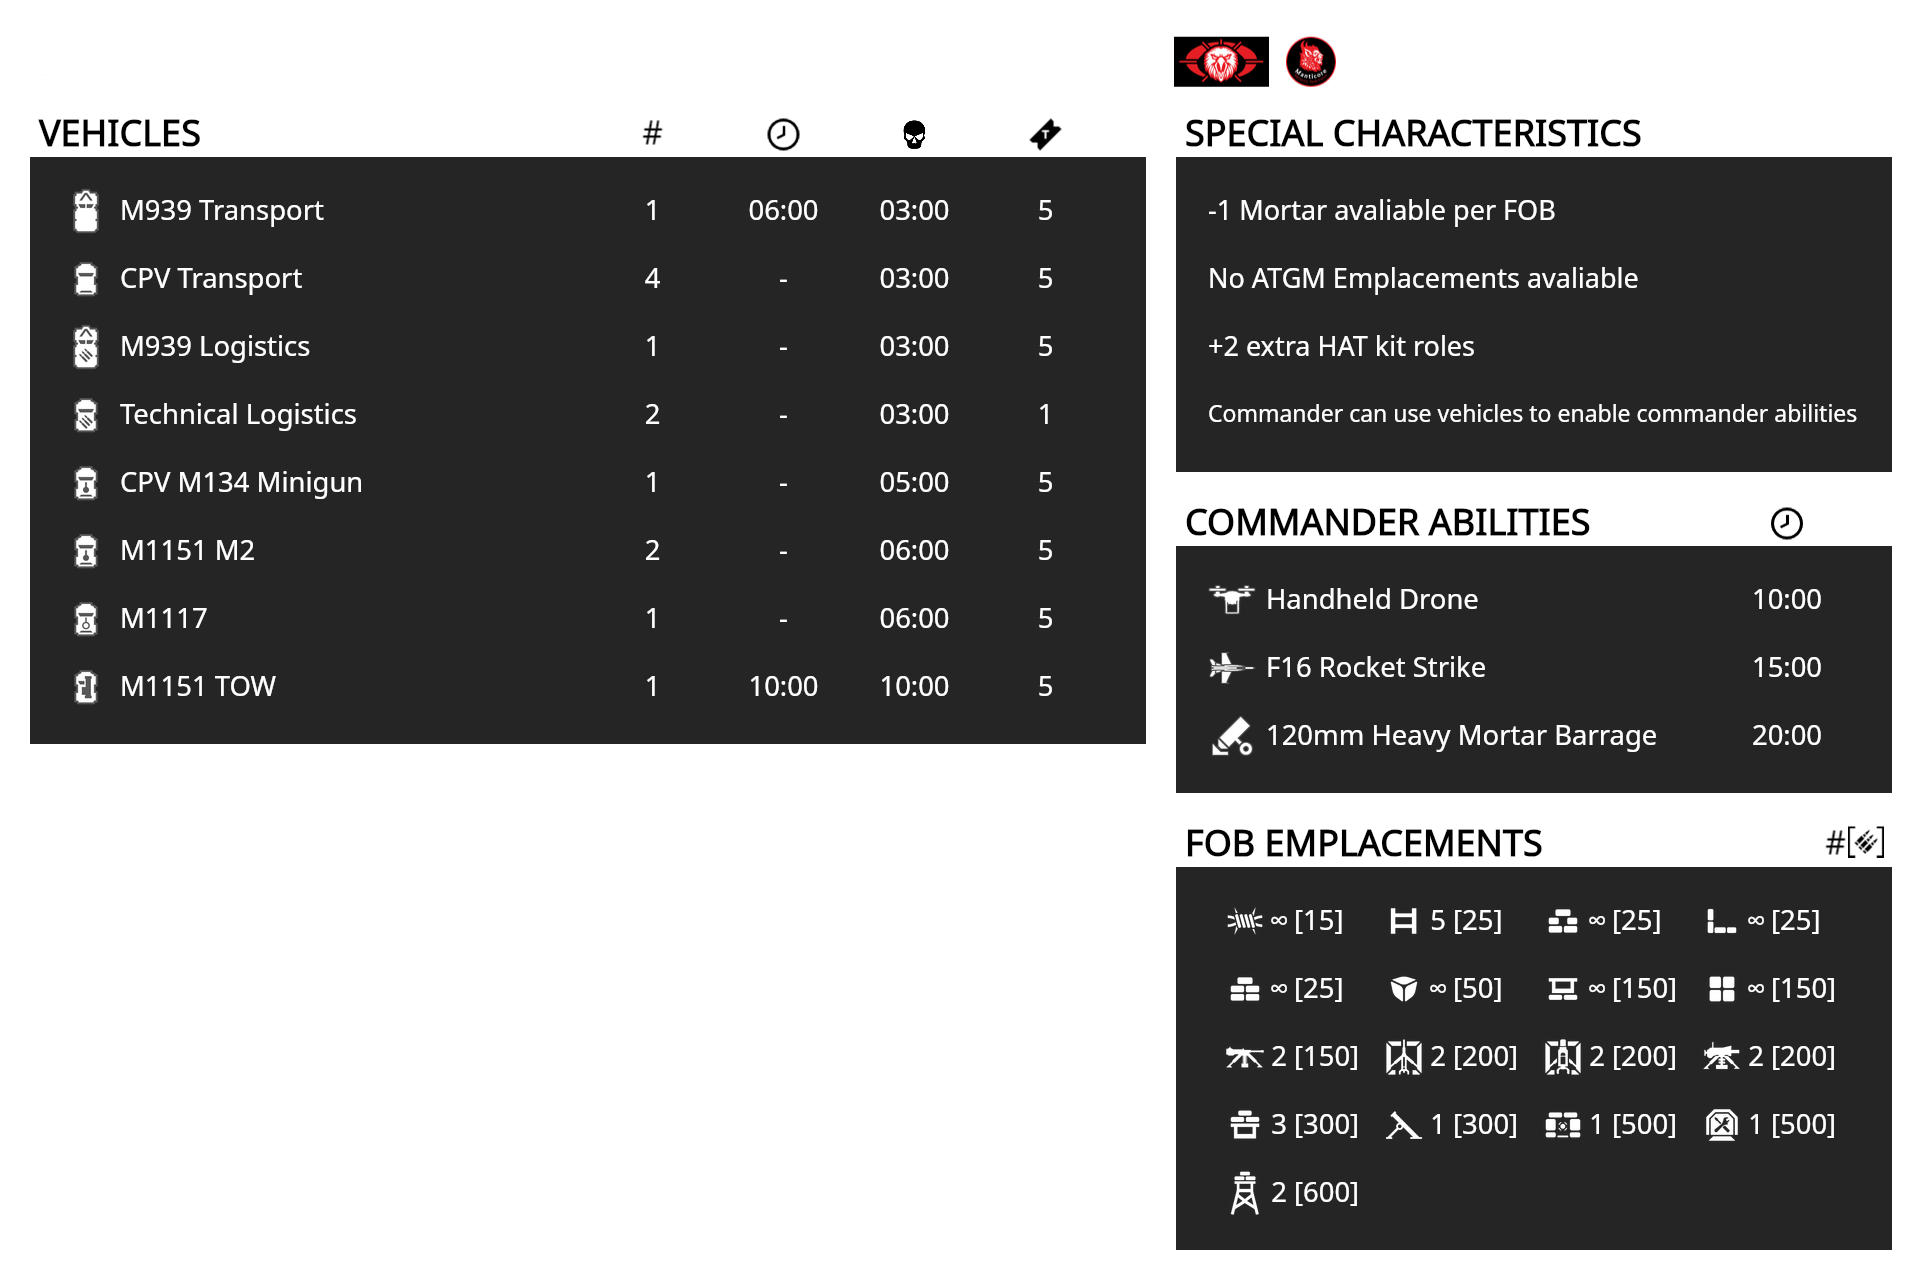 Manticore
VEHICLES #
M939 Transport 1 06:00 03:00 5
CPV Transport 4 - 03:00 5
M939 Logistics 1 - 03:00 5
Technical Logistics 2 - 03:00 1
CPV M134 Minigun 1 - 05:00 5
M1151 M2 2 - 06:00 5
M1117 1 - 06:00 5
M1151 TOW 1 10:00 10:00 5
SPECIAL CHARACTERISTICS
-1 Mortar avaliable per FOB
No ATGM Emplacements avaliable
+2 extra HAT kit roles
Commander can use vehicles to enable commander abilities
COMMANDER ABILITIES
Handheld Drone 10:00
F16 Rocket Strike 15:00
120mm Heavy Mortar Barrage 20:00
FOB EMPLACEMENTS #[]
∞ [15] 5 [25] ∞ [25] ∞ [25]
∞ [25] ∞ [50] ∞ [150] ∞ [150]
2 [150] 2 [200] 2 [200] 2 [200]
3 [300] 1 [300] 1 [500] 1 [500]
2 [600]